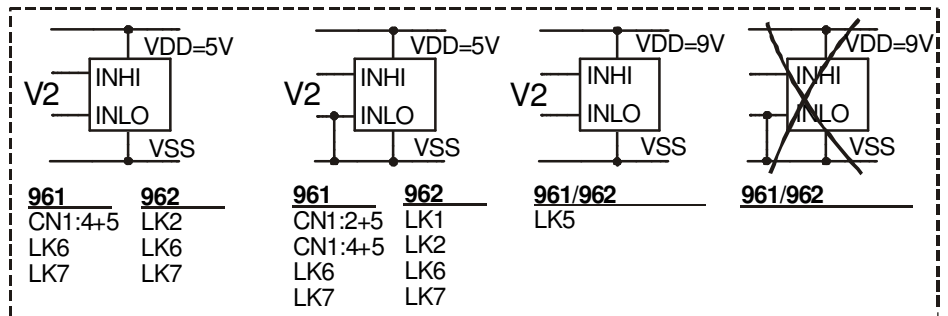 VDD=5V
INHI
V2
INLO
VSS
961 962
CN1:4+5 LK2
LK6 LK6
LK7 LK7
VDD=5V
INHI
V2
INLO
VSS
961 962
CN1:2+5 LK1
CN1:4+5 LK2
LK6 LK6
LK7 LK7
VDD=9V
INHI
V2
INLO
VSS
961/962
LK5
VDD=9V
INHI
INLO
VSS
961/962